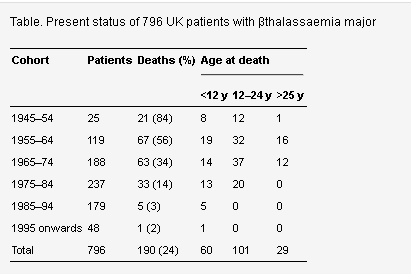 Table. Present status of 796 UK patients with βthalassaemia major
Cohort Patients Deaths (%) Age at death
<12 y 12–24 y >25 y
1945–54 25 21 (84) 8 12 1
1955–64 119 67 (56) 19 32 16
1965–74 188 63 (34) 14 37 12
1975–84 237 33 (14) 13 20 0
1985–94 179 5 (3) 5 0 0
1995 onwards 48 1 (2) 1 0 0
Total 796 190 (24) 60 101 29